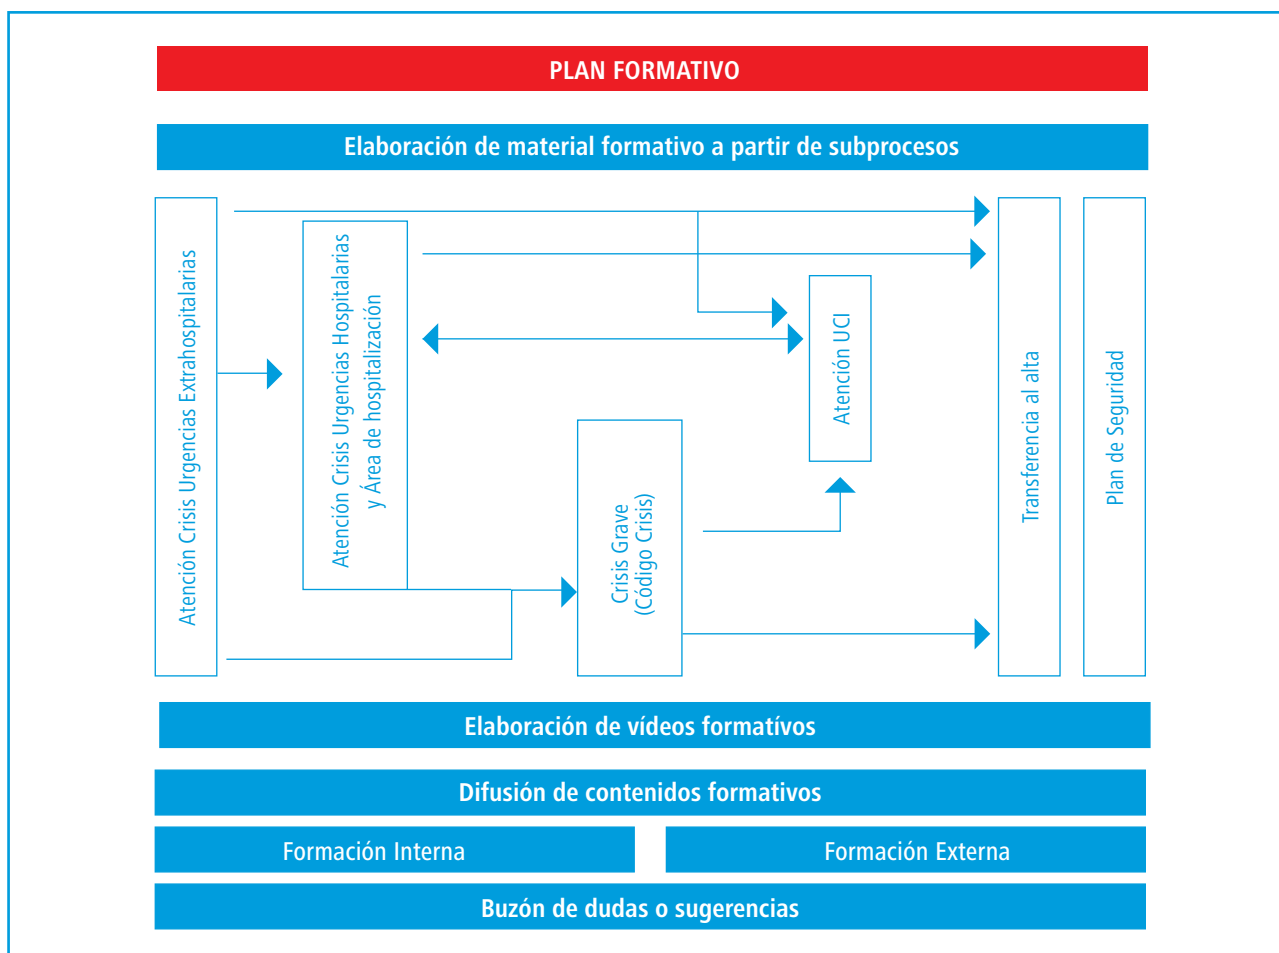 PLAN FORMATIVO
Elaboración de material formativo a partir de subprocesos
Atención Crisis Urgencias Extrahospitalarias
Atención Crisis Urgencias Hospitalarias
y Área de hospitalización
Crisis Grave
(Código Crisis)
Atención UCI
Transferencia al alta
Plan de Seguridad
Elaboración de vídeos formatívos
Difusión de contenidos formativos
Formación Interna
Formación Externa
Buzón de dudas o sugerencias